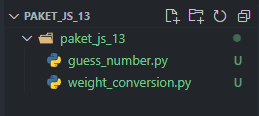 PAKET_JS_13
paket_js_13
guess_number.py U
weight_conversion.py U